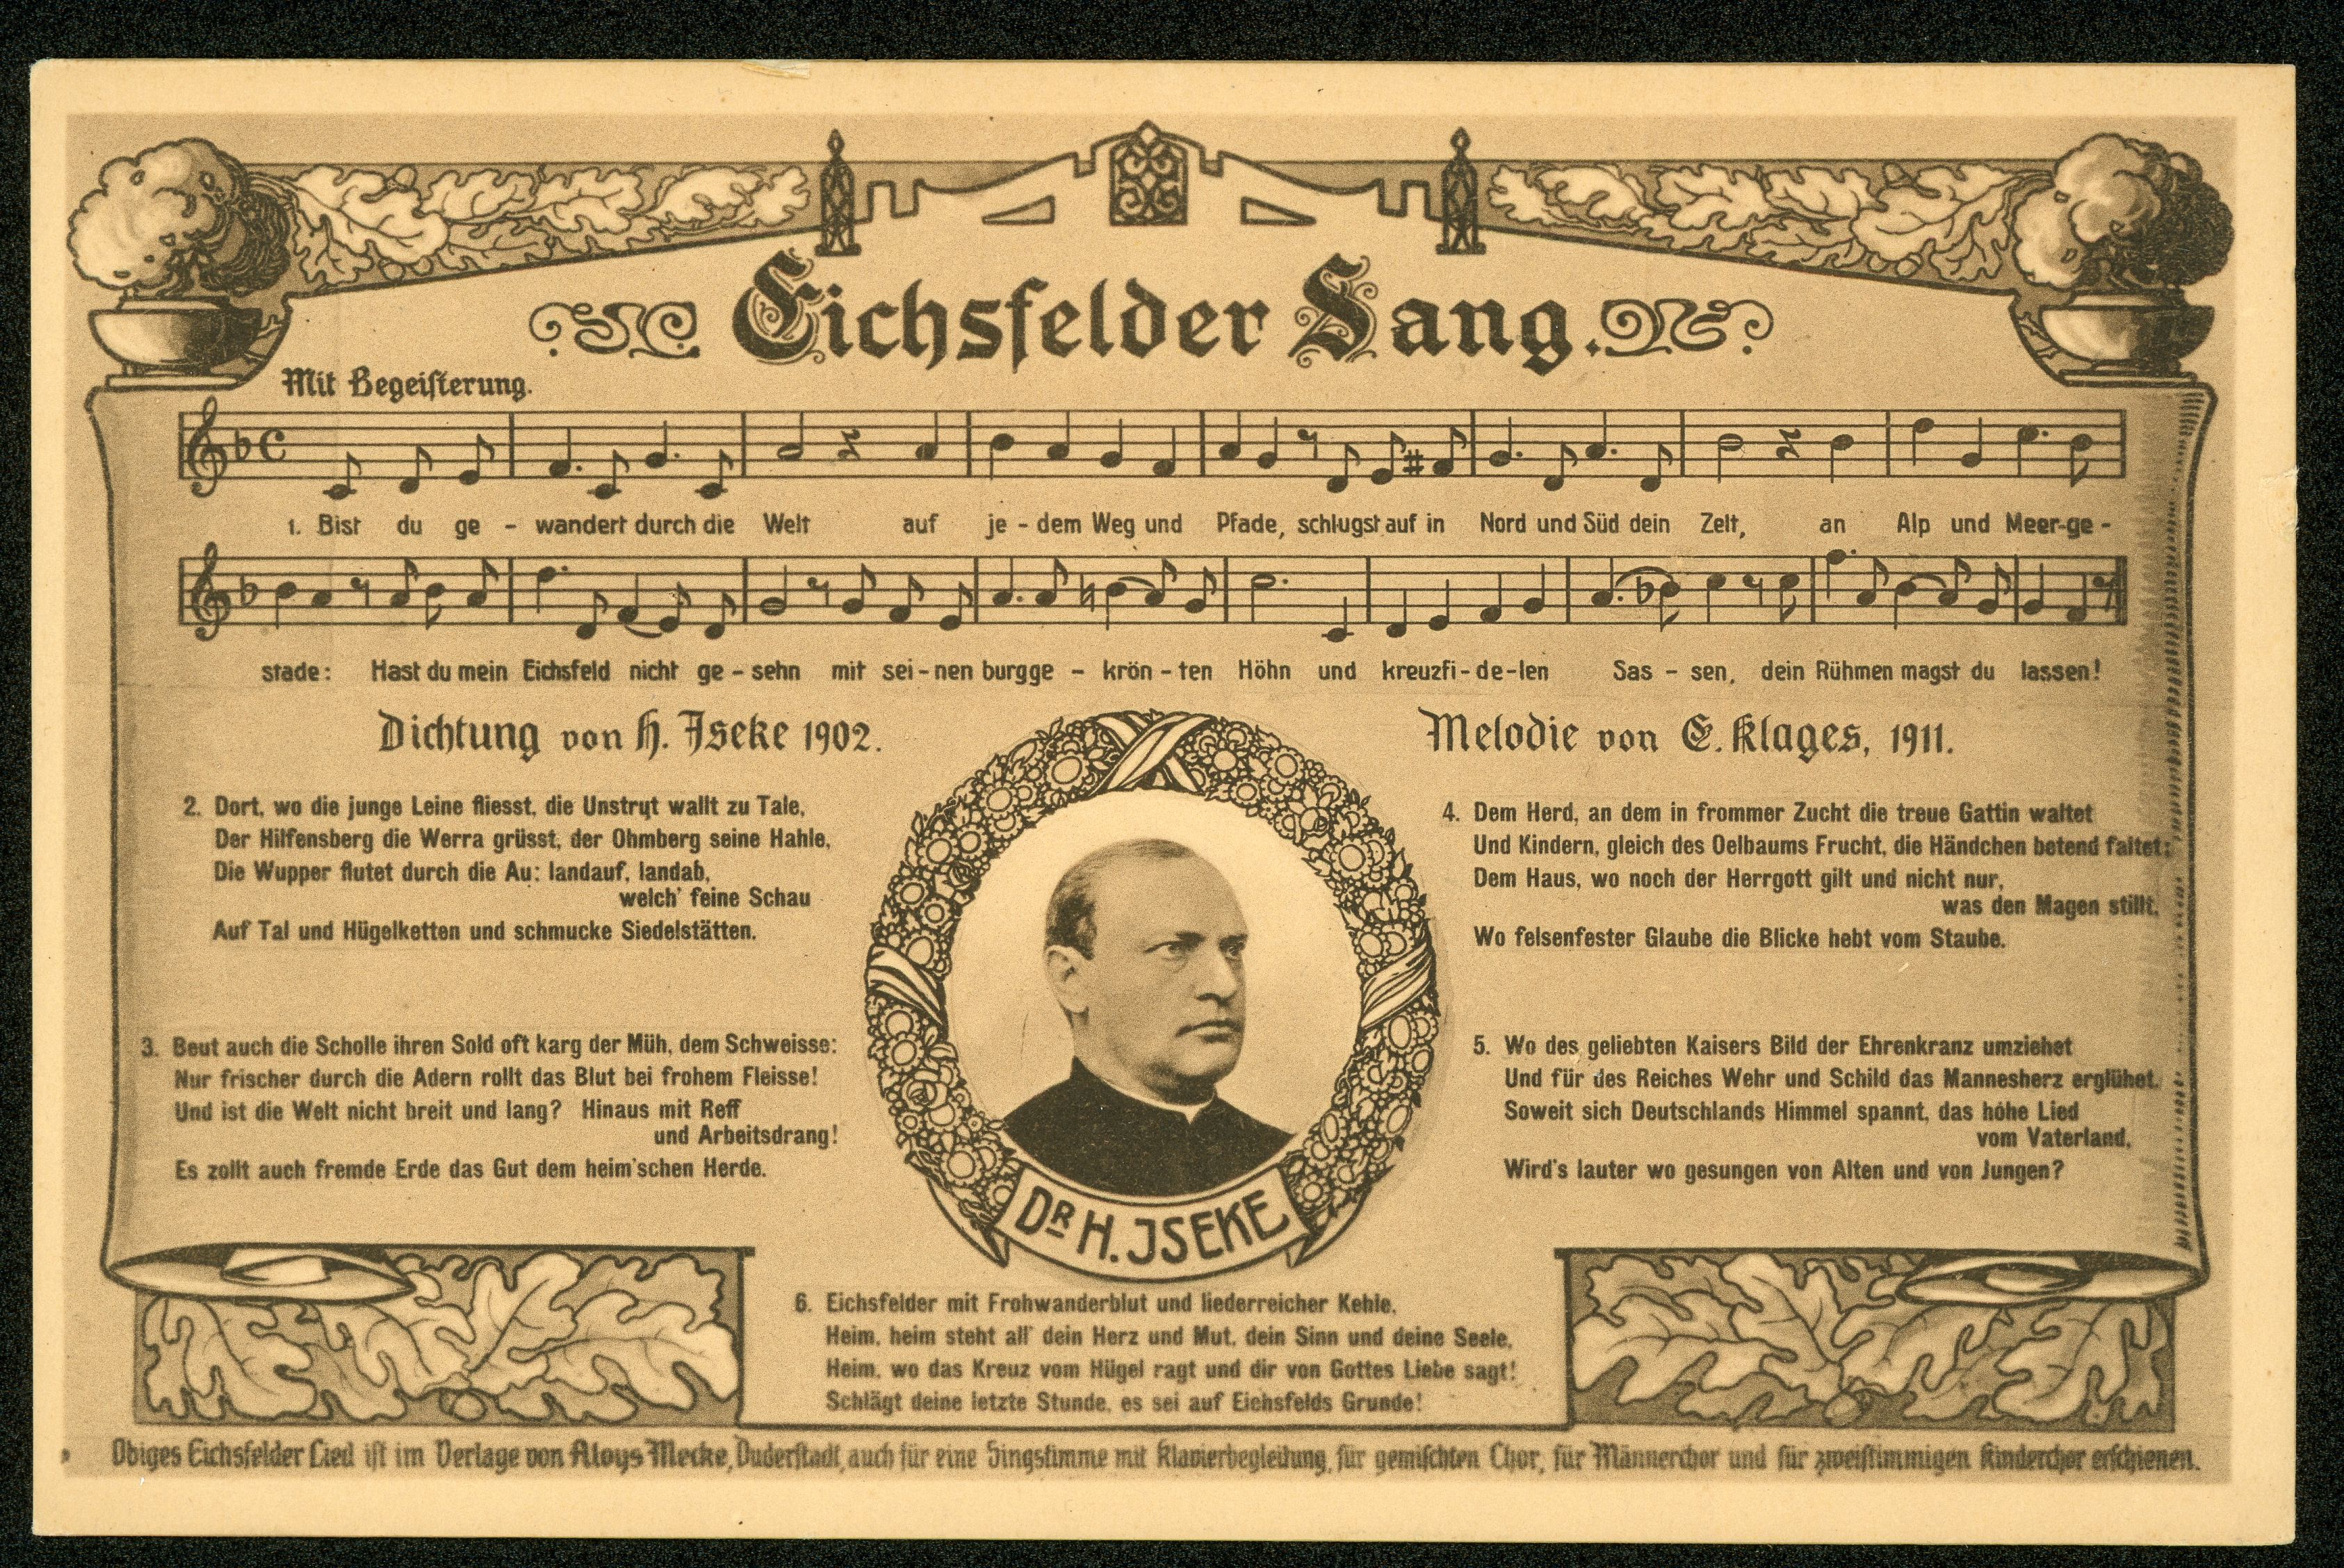 Eichsfelder Sang.
Mit Begeisterung.
1. Bist du ge - wandert durch die Welt auf je - dem Weg und Pfade, schlugst auf in Nord und Süd dein Zelt, an Alp und Meer-ge -
stade: Hast du mein Eichsfeld nicht ge - sehn mit sei - nen burgge - krön - ten Höhn und kreuzfi - de - len Sas - sen, dein Rühmen magst du lassen!
Dichtung von H. Iseke 1902.
Melodie von E. Klages, 1911.
2. Dort, wo die junge Leine fliesst, die Unstrut wallt zu Tale,
Der Hilfensberg die Werra grüsst, der Ohmberg seine Hahle,
Die Wupper flutet durch die Au: landauf, landab,
welch' feine Schau
Auf Tal und Hügelketten und schmucke Siedelstätten.
3. Beut auch die Scholle ihren Sold oft karg der Müh, dem Schweisse:
Nur frischer durch die Adern rollt das Blut bei frohem Fleisse!
Und ist die Welt nicht breit und lang? Hinaus mit Reff
und Arbeitsdrang!
Es zollt auch fremde Erde das Gut dem heim'schen Herde.
4. Dem Herd, an dem in frommer Zucht die treue Gattin waltet
Und Kindern, gleich des Oelbaums Frucht, die Händchen betend faltet;
Dem Haus, wo noch der Herrgott gilt und nicht nur,
was den Magen stillt,
Wo felsenfester Glaube die Blicke hebt vom Staube.
5. Wo des geliebten Kaisers Bild der Ehrenkranz umziehet
Und für des Reiches Wehr und Schild das Mannesherz erglühet,
Soweit sich Deutschlands Himmel spannt, das hohe Lied
vom Vaterland,
Wird's lauter wo gesungen von Alten und von Jungen?
DR H. ISEKE
6. Eichsfelder mit Frohwanderblut und liederreicher Kehle,
Heim, heim steht all' dein Herz und Mut, dein Sinn und deine Seele,
Heim, wo das Kreuz vom Hügel ragt und dir von Gottes Liebe sagt!
Schlägt deine letzte Stunde, es sei auf Eichsfelds Grunde!
Obiges Eichsfelder Lied ist im Verlage von Aloys Mecke, Duderstadt, auch für eine Singstimme mit Klavierbegleitung, für gemischten Chor, für Männerchor und für zweistimmigen Kinderchor erschienen.